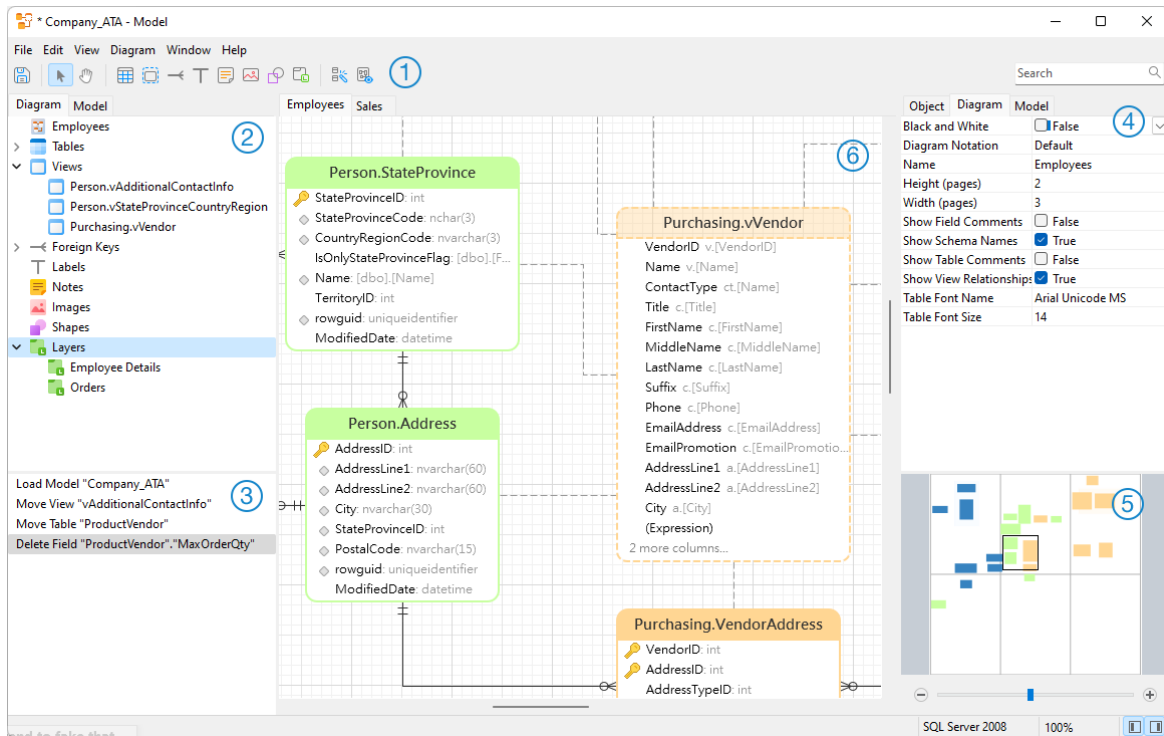 * Company_ATA - Model
File Edit View Diagram Window Help
1
Search
Diagram Model
Employees
Tables
Views
Person.vAdditionalContactInfo
Person.vStateProvinceCountryRegion
Purchasing.vVendor
Foreign Keys
Labels
Notes
Images
Shapes
Layers
Employee Details
Orders
2
Load Model "Company_ATA"
Move View "vAdditionalContactInfo"
Move Table "ProductVendor"
Delete Field "ProductVendor"."MaxOrderQty"
3
Employees Sales
6
Person.StateProvince
StateProvinceID: int
StateProvinceCode: nchar(3)
CountryRegionCode: nvarchar(3)
IsOnlyStateProvinceFlag: [dbo].[F...
Name: [dbo].[Name]
TerritoryID: int
rowguid: uniqueidentifier
ModifiedDate: datetime
Person.Address
AddressID: int
AddressLine1: nvarchar(60)
AddressLine2: nvarchar(60)
City: nvarchar(30)
StateProvinceID: int
PostalCode: nvarchar(15)
rowguid: uniqueidentifier
ModifiedDate: datetime
Purchasing.vVendor
VendorID v.[VendorID]
Name v.[Name]
ContactType ct.[Name]
Title c.[Title]
FirstName c.[FirstName]
MiddleName c.[MiddleName]
LastName c.[LastName]
Suffix c.[Suffix]
Phone c.[Phone]
EmailAddress c.[EmailAddress]
EmailPromotion c.[EmailPromotio...
AddressLine1 a.[AddressLine1]
AddressLine2 a.[AddressLine2]
City a.[City]
(Expression)
2 more columns...
Purchasing.VendorAddress
VendorID: int
AddressID: int
AddressTypeID: int
Object Diagram Model
4
Black and White False
Diagram Notation Default
Name Employees
Height (pages) 2
Width (pages) 3
Show Field Comments False
Show Schema Names True
Show Table Comments False
Show View Relationships True
Table Font Name Arial Unicode MS
Table Font Size 14
5
SQL Server 2008 100%